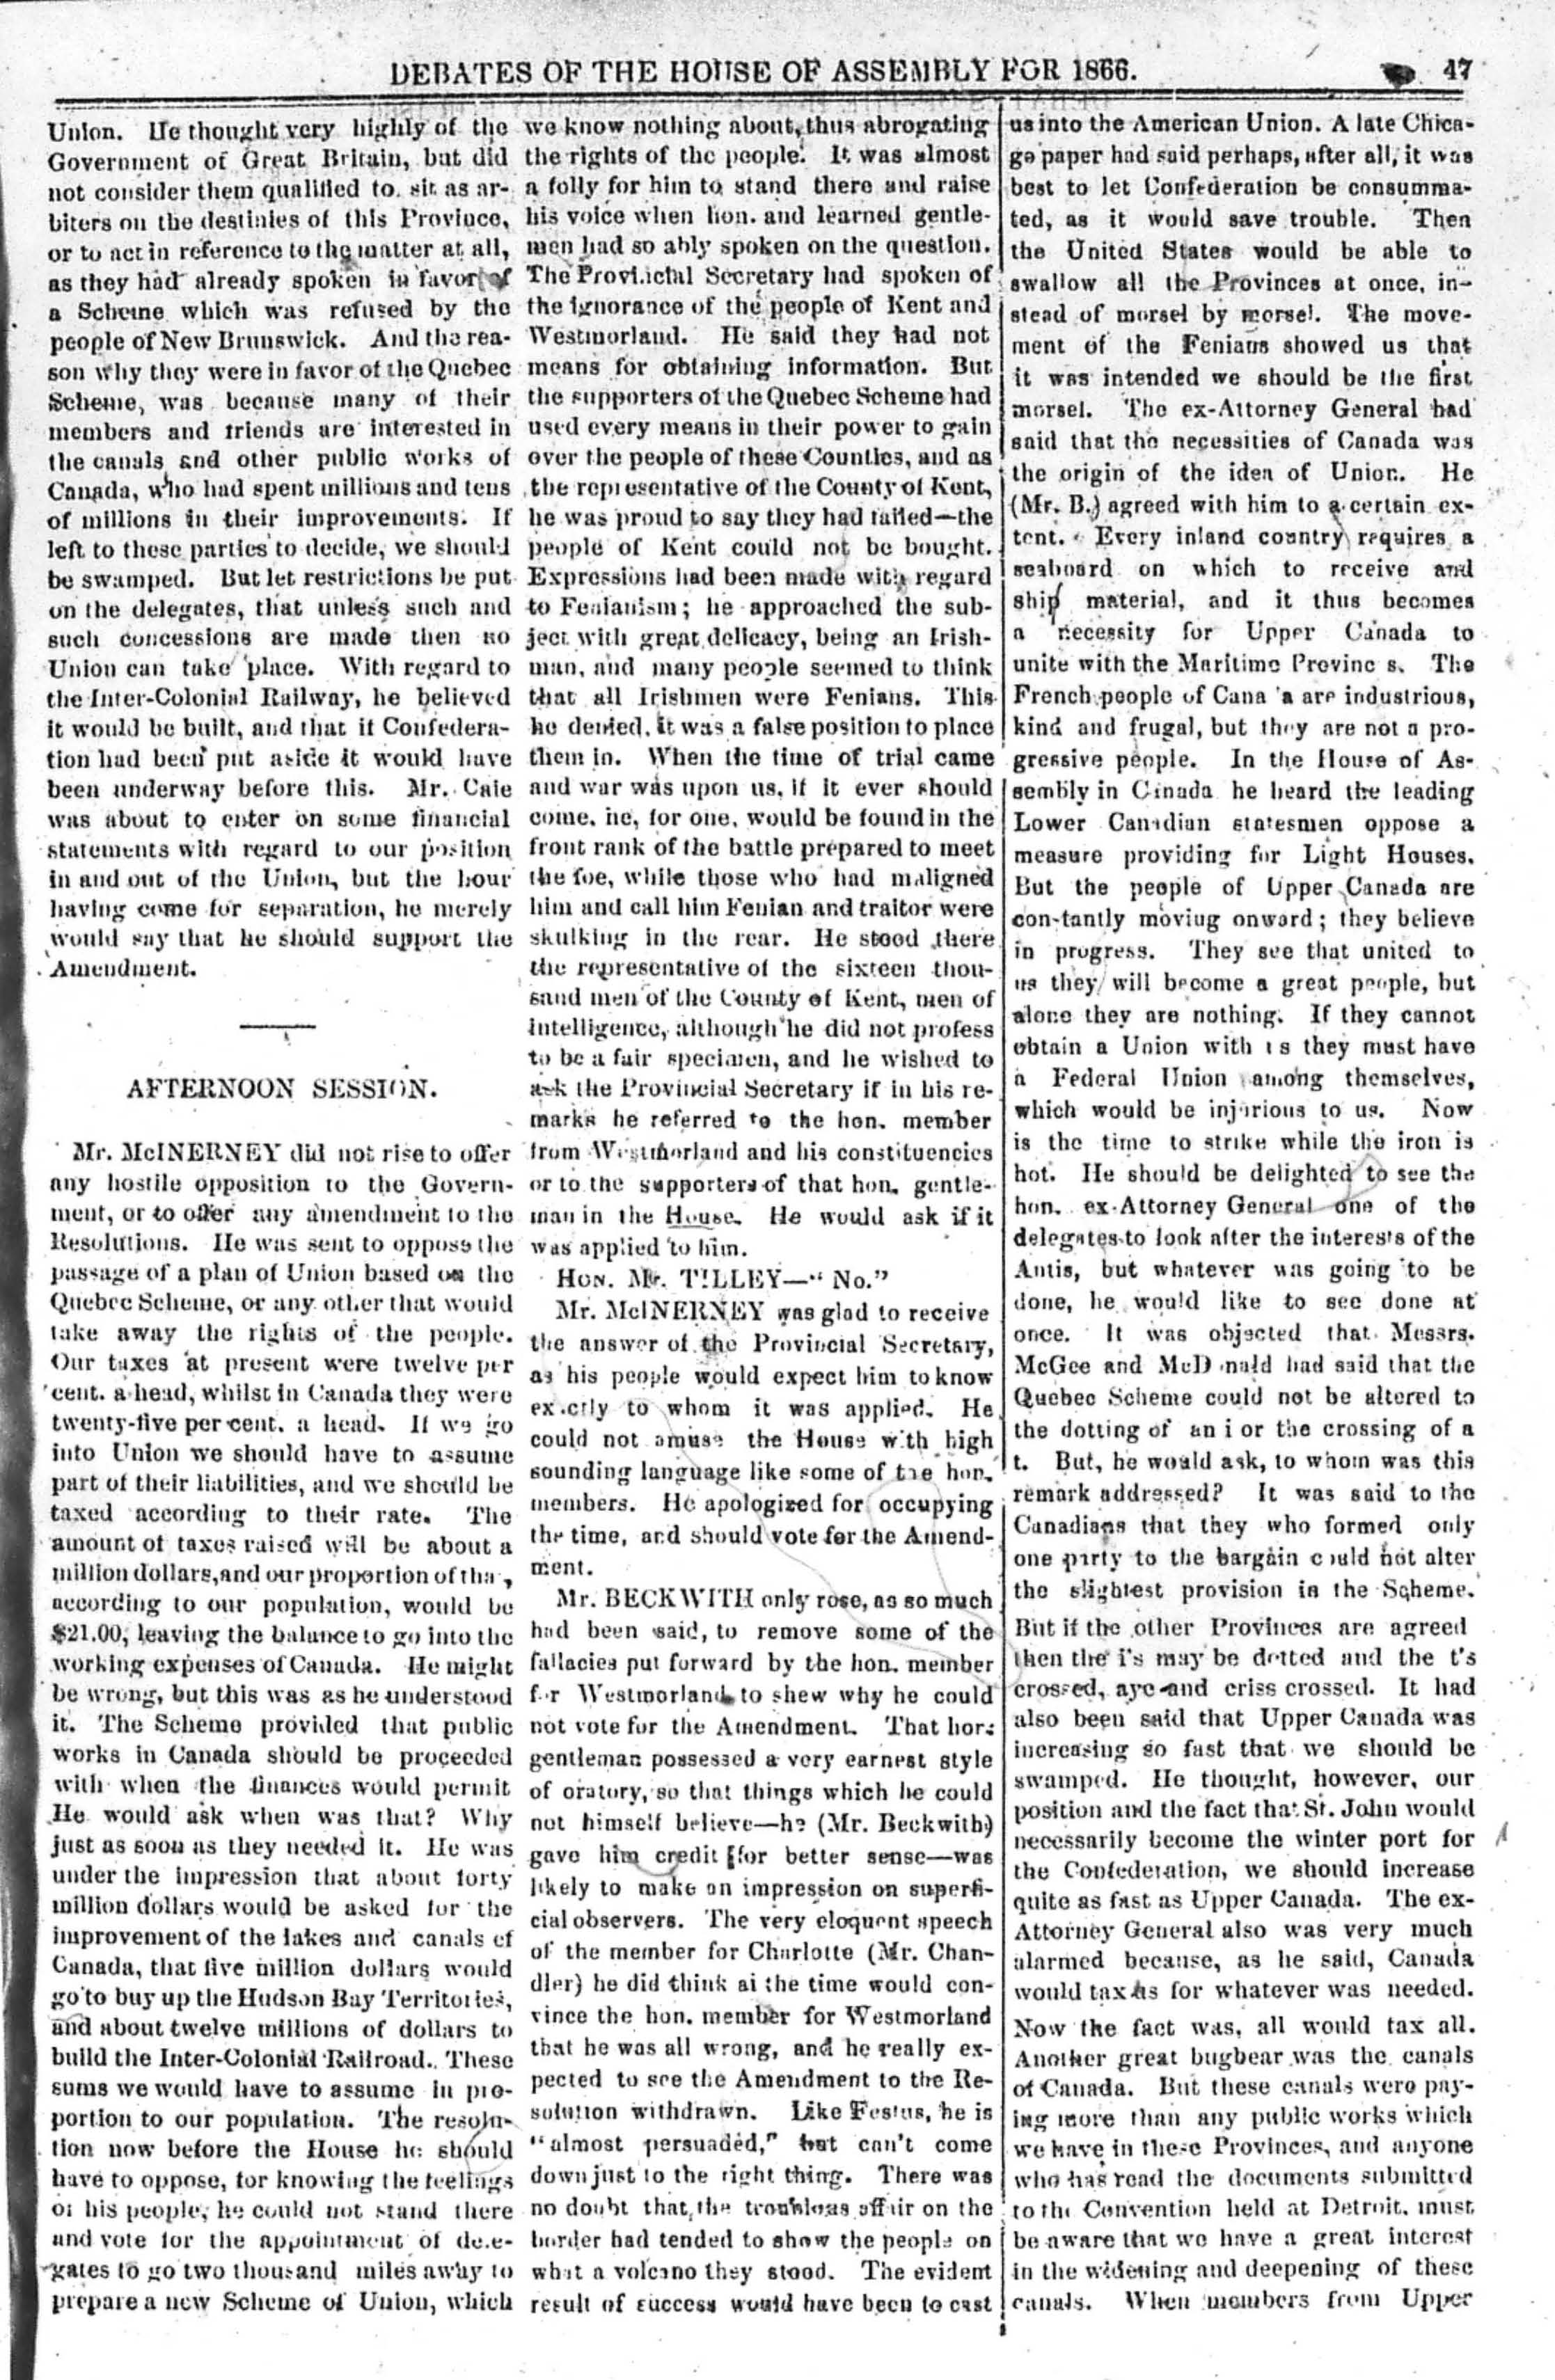 DEBATES OF THE HOUSE OF ASSEMBLY FOR 1866. 47
Union. He thought very highly of the
Government of Great Britain, but did
not consider them qualified to sit as ar-
biters on the destinies of this Province,
or to act in reference to the matter at all,
as they had already spoken in favor of
a Scheme which was refused by the
people of New Brunswick. And the rea-
son why they were in favor of the Quebec
Scheme, was because many of their
members and friends are interested in
the canals and other public works of
Canada, who had spent millions and tens
of millions in their improvements. If
left to these parties to decide, we should
be swamped. But let restrictions be put
on the delegates, that unless such and
such concessions are made then no
Union can take place. With regard to
the Inter-Colonial Railway, he believed
it would be built, and that if Confedera-
tion had been put aside it would have
been underway before this. Mr. Caie
was about to enter on some financial
statements with regard to our position
in and out of the Union, but the hour
having come for separation, he merely
would say that he should support the
Amendment.
AFTERNOON SESSION.
Mr. McINERNEY did not rise to offer
any hostile opposition to the Govern-
ment, or to offer any amendment to the
Resolutions. He was sent to oppose the
passage of a plan of Union based on the
Quebec Scheme, or any other that would
take away the rights of the people.
Our taxes at present were twelve per
cent. a head, whilst in Canada they were
twenty-five per cent. a head. If we go
into Union we should have to assume
part of their liabilities, and we should be
taxed according to their rate. The
amount of taxes raised will be about a
million dollars, and our proportion of tha ,
according to our population, would be
$21.00, leaving the balance to go into the
working expenses of Canada. He might
be wrong, but this was as he understood
it. The Scheme provided that public
works in Canada should be proceeded
with when the finances would permit
He would ask when was that? Why
just as soon as they needed it. He was
under the impression that about forty
million dollars would be asked for the
improvement of the lakes and canals of
Canada, that five million dollars would
go to buy up the Hudson Bay Territories,
and about twelve millions of dollars to
build the Inter-Colonial Railroad. These
sums we would have to assume in pro-
portion to our population. The resolu-
tion now before the House he should
have to oppose, for knowing the feelings
of his people, he could not stand there
and vote for the appointment of dele-
gates to go two thousand miles away to
prepare a new Scheme of Union, which
we know nothing about, thus abrogating
the rights of the people. It was almost
a folly for him to stand there and raise
his voice when hon. and learned gentle-
men had so ably spoken on the question.
The Provincial Secretary had spoken of
the ignorance of the people of Kent and
Westmorland. He said they had not
means for obtaining information. But
the supporters of the Quebec Scheme had
used every means in their power to gain
over the people of these Counties, and as
the representative of the County of Kent,
he was proud to say they had failed—the
people of Kent could not be bought.
Expressions had been made with regard
to Fenianism; he approached the sub-
ject with great delicacy, being an Irish-
man, and many people seemed to think
that all Irishmen were Fenians. This
he denied, it was a false position to place
them in. When the time of trial came
and war was upon us, if it ever should
come, he, for one, would be found in the
front rank of the battle prepared to meet
the foe, while those who had maligned
him and call him Fenian and traitor were
skulking in the rear. He stood there
the representative of the sixteen thou-
sand men of the County of Kent, men of
intelligence, although he did not profess
to be a fair specimen, and he wished to
ask the Provincial Secretary if in his re-
marks he referred to the hon. member
from Westmorland and his constituencies
or to the supporters of that hon. gentle-
man in the House. He would ask if it
was applied to him.
Hon. Mr. TILLEY—"No."
Mr. McINERNEY was glad to receive
the answer of the Provincial Secretary,
as his people would expect him to know
exactly to whom it was applied. He
could not amuse the House with high
sounding language like some of the hon.
members. He apologized for occupying
the time, and should vote for the Amend-
ment.
Mr. BECKWITH only rose, as so much
had been said, to remove some of the
fallacies put forward by the hon. member
for Westmorland, to shew why he could
not vote for the Amendment. That hon.
gentleman possessed a very earnest style
of oratory, so that things which he could
not himself believe—he (Mr. Beckwith)
gave him credit for better sense—was
likely to make an impression on superfi-
cial observers. The very eloquent speech
of the member for Charlotte (Mr. Chan-
dler) he did think at the time would con-
vince the hon. member for Westmorland
that he was all wrong, and he really ex-
pected to see the Amendment to the Re-
solution withdrawn. Like Festus, he is
"almost persuaded," but can't come
down just to the right thing. There was
no doubt that the troublous affair on the
border had tended to show the people on
what a volcano they stood. The evident
result of success would have been to cast
us into the American Union. A late Chica-
go paper had said perhaps, after all, it was
best to let Confederation be consumma-
ted, as it would save trouble. Then
the United States would be able to
swallow all the Provinces at once, in-
stead of morsel by morsel. The move-
ment of the Fenians showed us that
it was intended we should be the first
morsel. The ex-Attorney General had
said that the necessities of Canada was
the origin of the idea of Union. He
(Mr. B.) agreed with him to a certain ex-
tent. Every inland country requires a
seaboard on which to receive and
ship material, and it thus becomes
a necessity for Upper Canada to
unite with the Maritime Provinc s. The
French people of Cana a are industrious,
kind and frugal, but they are not a pro-
gressive people. In the House of As-
sembly in Canada he heard the leading
Lower Canadian statesmen oppose a
measure providing for Light Houses.
But the people of Upper Canada are
constantly moving onward; they believe
in progress. They see that united to
us they will become a great people, but
alone they are nothing. If they cannot
obtain a Union with us they must have
a Federal Union among themselves,
which would be injurious to us. Now
is the time to strike while the iron is
hot. He should be delighted to see the
hon. ex-Attorney General one of the
delegates to look after the interests of the
Antis, but whatever was going to be
done, he would like to see done at
once. It was objected that Messrs.
McGee and McDonald had said that the
Quebec Scheme could not be altered to
the dotting of an i or the crossing of a
t. But, he would ask, to whom was this
remark addressed? It was said to the
Canadians that they who formed only
one party to the bargain could not alter
the slightest provision in the Scheme.
But if the other Provinces are agreed
then the i's may be dotted and the t's
crossed, aye and criss crossed. It had
also been said that Upper Canada was
increasing so fast that we should be
swamped. He thought, however, our
position and the fact that St. John would
necessarily become the winter port for
the Confederation, we should increase
quite as fast as Upper Canada. The ex-
Attorney General also was very much
alarmed because, as he said, Canada
would tax us for whatever was needed.
Now the fact was, all would tax all.
Another great bugbear was the canals
of Canada. But these canals were pay-
ing more than any public works which
we have in these Provinces, and anyone
who has read the documents submitted
to the Convention held at Detroit, must
be aware that we have a great interest
in the widening and deepening of these
canals. When members from Upper